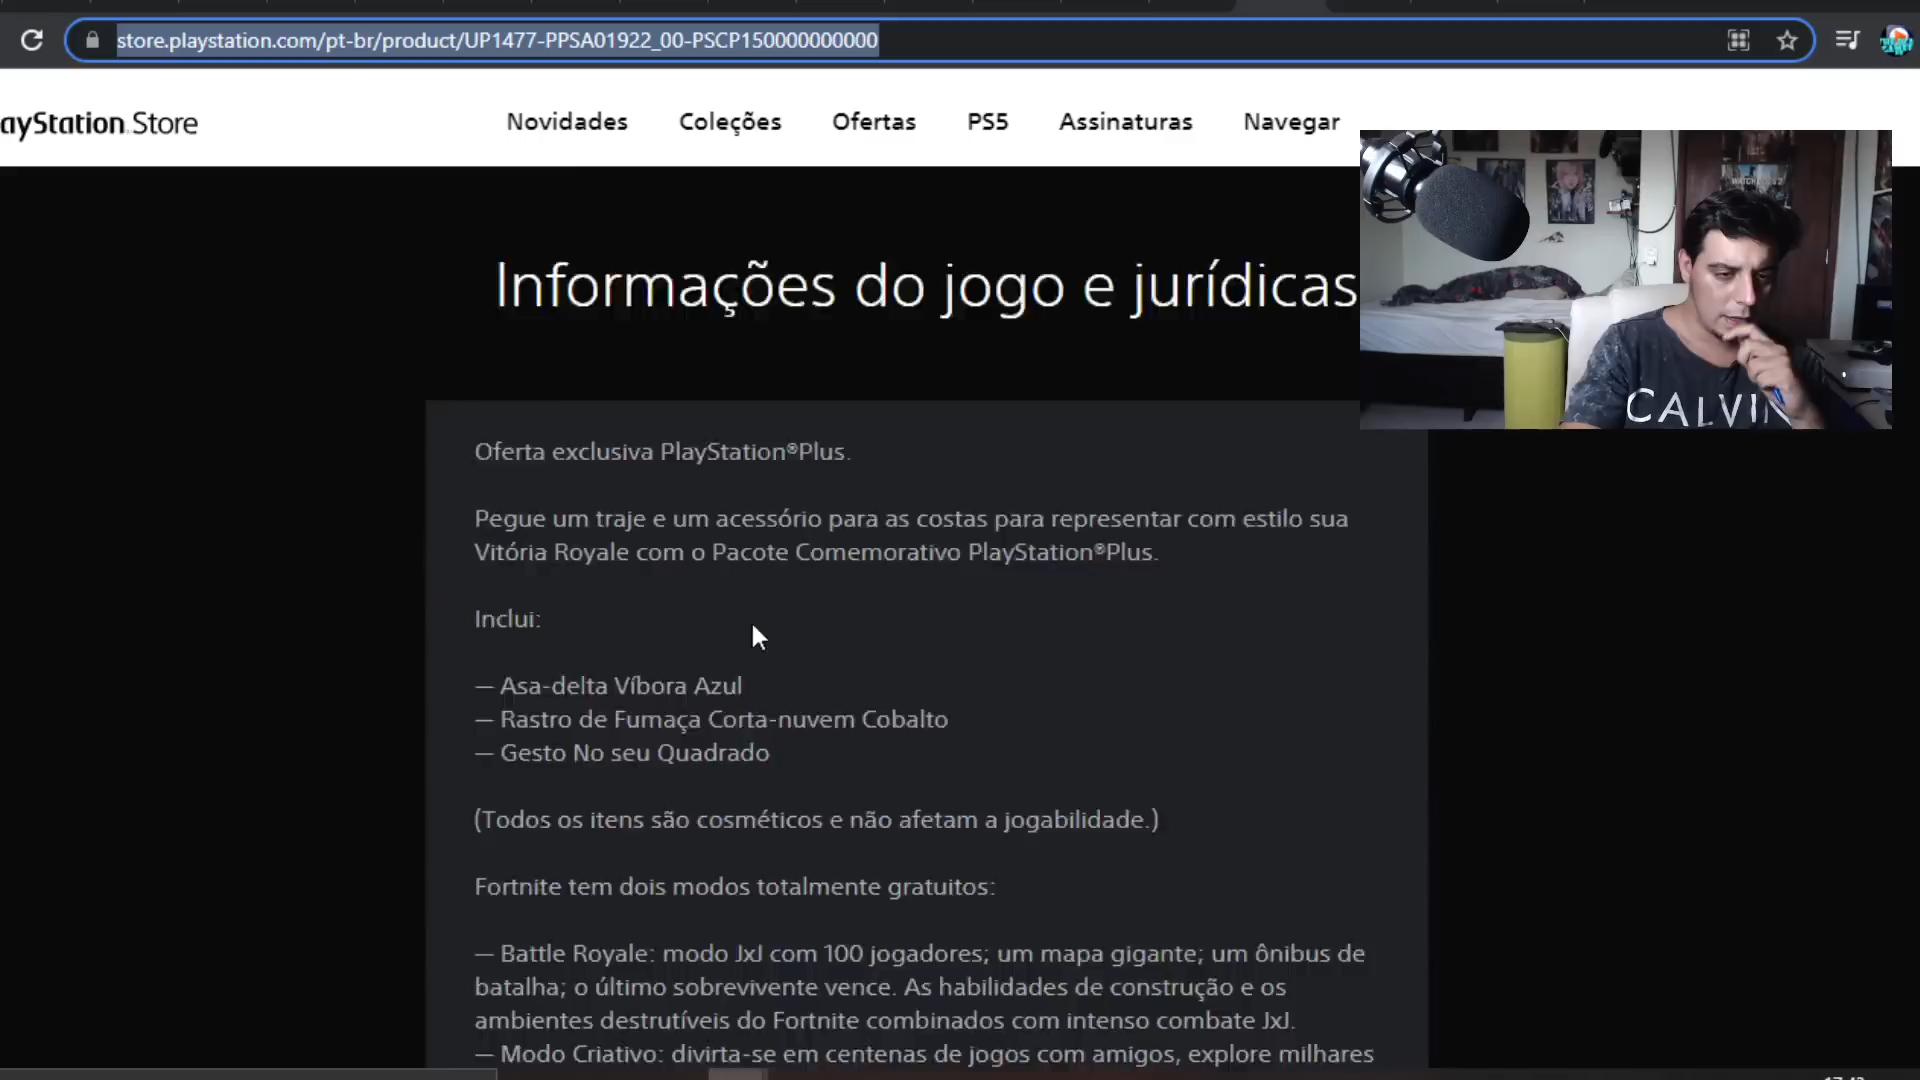 store.playstation.com/pt-br/product/UP1477-PPSA01922_00-PSCP150000000000
ayStation Store
Novidades
Coleções
Ofertas
PS5
Assinaturas
Navegar
Informações do jogo e jurídicas
WATCH DOGS 2
CALVIN
Oferta exclusiva PlayStation®Plus.
Pegue um traje e um acessório para as costas para representar com estilo sua
Vitória Royale com o Pacote Comemorativo PlayStation®Plus.
Inclui:
— Asa-delta Víbora Azul
— Rastro de Fumaça Corta-nuvem Cobalto
— Gesto No seu Quadrado
(Todos os itens são cosméticos e não afetam a jogabilidade.)
Fortnite tem dois modos totalmente gratuitos:
— Battle Royale: modo JxJ com 100 jogadores; um mapa gigante; um ônibus de
batalha; o último sobrevivente vence. As habilidades de construção e os
ambientes destrutíveis do Fortnite combinados com intenso combate JxJ.
— Modo Criativo: divirta-se em centenas de jogos com amigos, explore milhares